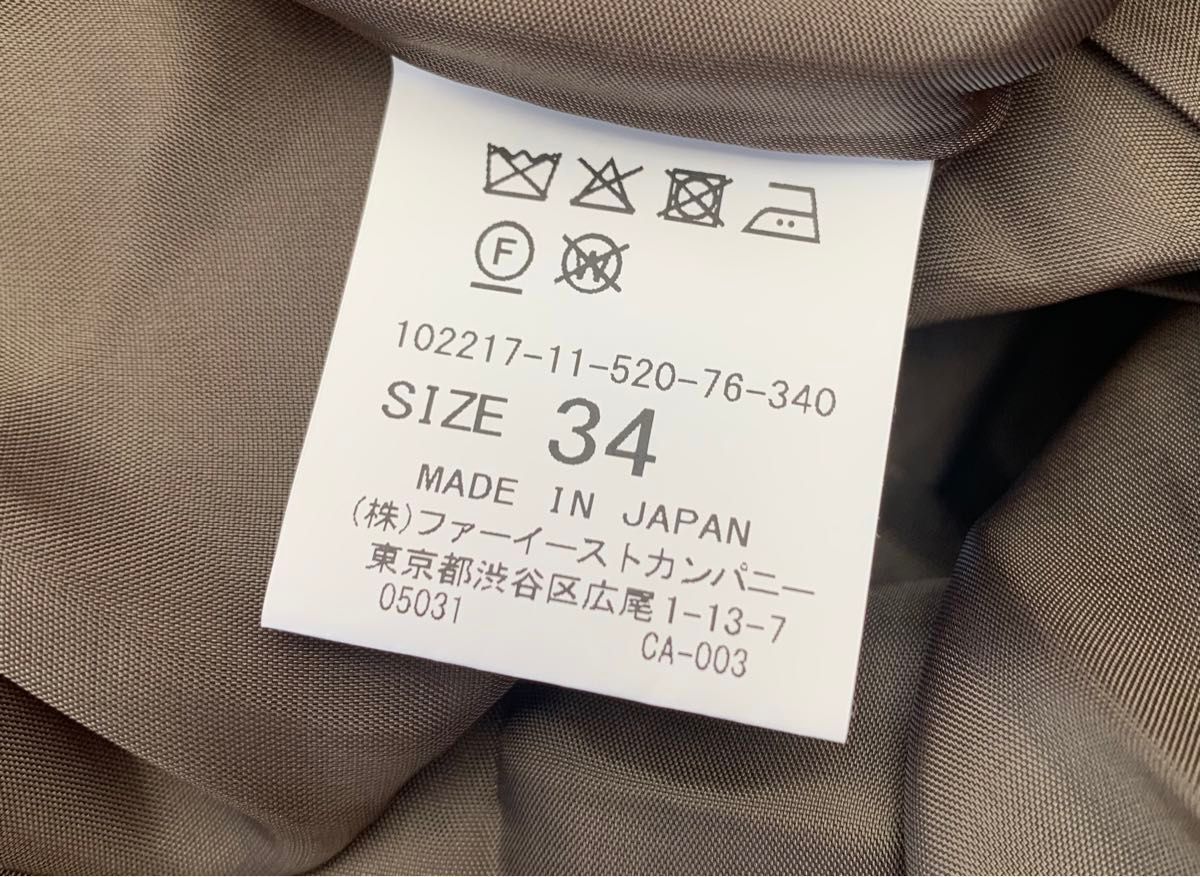 F W
102217-11-520-76-340
SIZE 34
MADE IN JAPAN
(株)ファーイーストカンパニー
東京都渋谷区広尾1-13-7
05031 CA-003